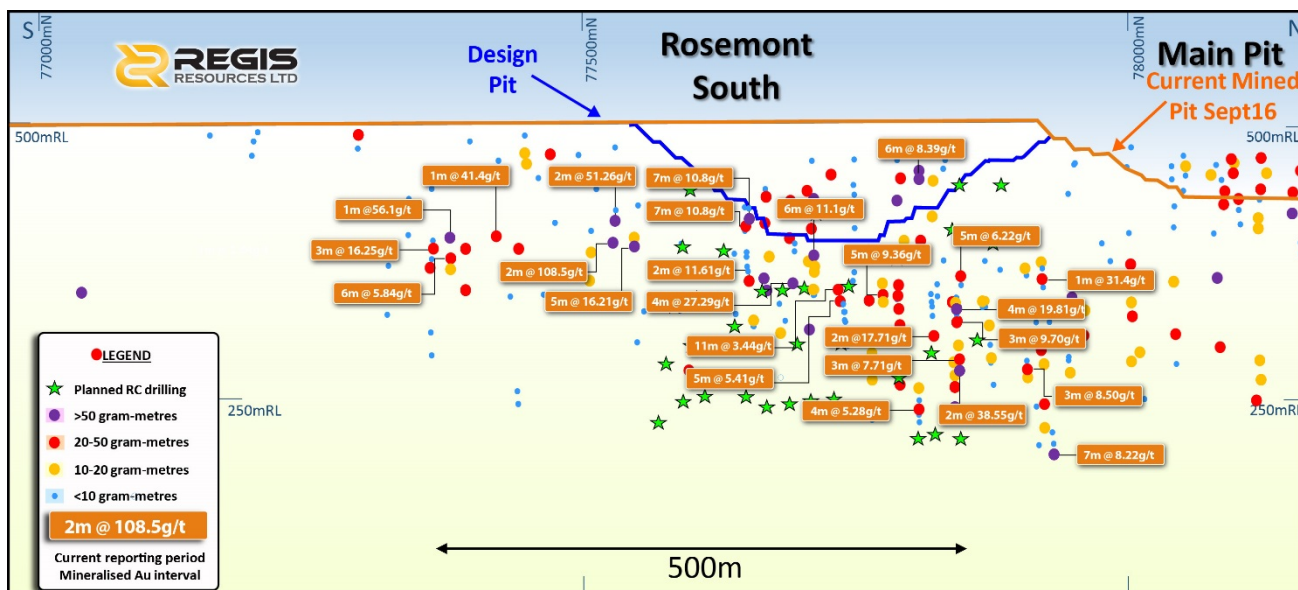 S
77000mN
REGIS
RESOURCES LTD
Design
Pit
77500mN
Rosemont
South
78000mN
N
Main Pit
Current Mined
Pit Sept16
500mRL
500mRL
6m @ 8.39g/t
1m @ 41.4g/t
2m @ 51.26g/t
7m @ 10.8g/t
1m @56.1g/t
7m @ 10.8g/t
6m @ 11.1g/t
3m @ 16.25g/t
5m @ 6.22g/t
2m @ 108.5g/t
2m @ 11.61g/t
5m @ 9.36g/t
6m @ 5.84g/t
5m @ 16.21g/t
4m @ 27.29g/t
1m @ 31.4g/t
4m @ 19.81g/t
11m @ 3.44g/t
2m @17.71g/t
3m @ 9.70g/t
5m @ 5.41g/t
3m @ 7.71g/t
4m @ 5.28g/t
2m @ 38.55g/t
3m @ 8.50g/t
7m @ 8.22g/t
250mRL
250mRL
LEGEND
Planned RC drilling
>50 gram-metres
20-50 gram-metres
10-20 gram-metres
<10 gram-metres
2m @ 108.5g/t
Current reporting period
Mineralised Au interval
500m